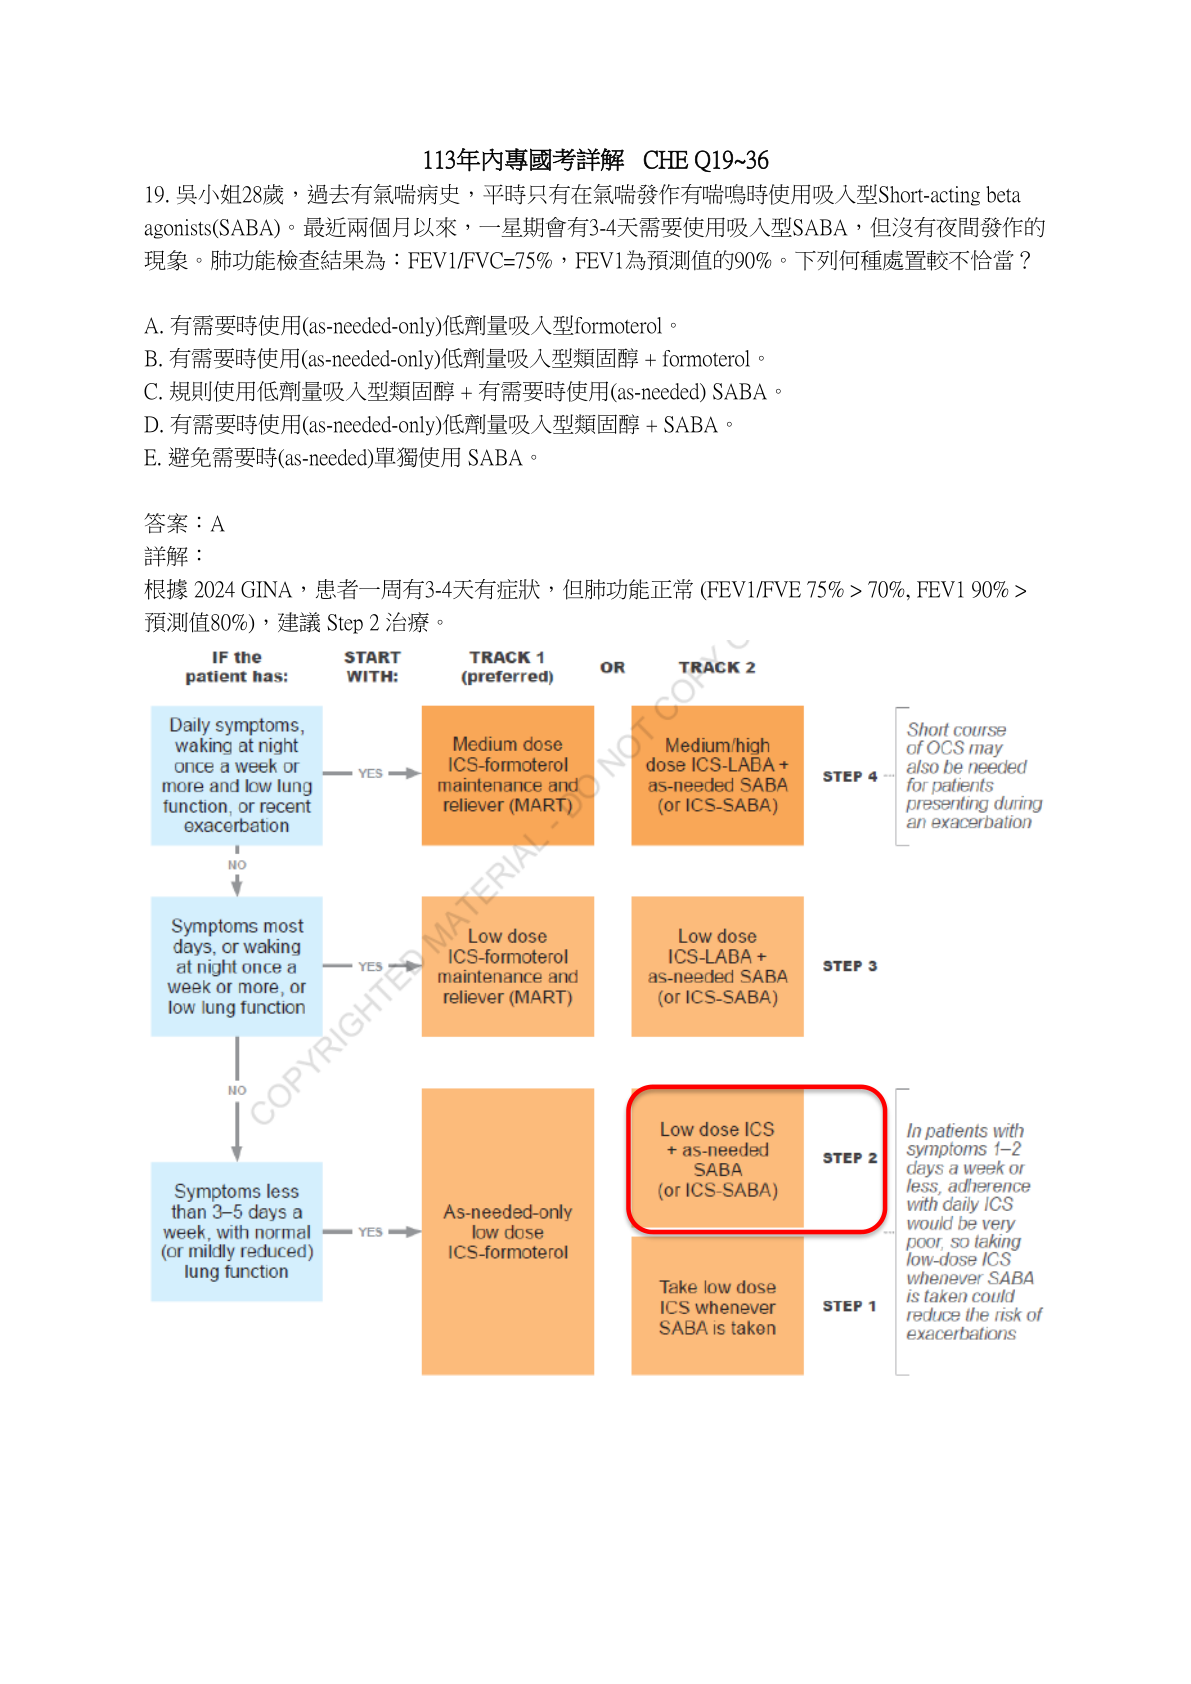 113年內專國考詳解 CHE Q19~36
19. 吳小姐28歲，過去有氣喘病史，平時只有在氣喘發作有喘鳴時使用吸入型Short-acting beta
agonists(SABA)。最近兩個月以來，一星期會有3-4天需要使用吸入型SABA，但沒有夜間發作的
現象。肺功能檢查結果為：FEV1/FVC=75%，FEV1為預測值的90%。下列何種處置較不恰當？
A. 有需要時使用(as-needed-only)低劑量吸入型formoterol。
B. 有需要時使用(as-needed-only)低劑量吸入型類固醇 + formoterol。
C. 規則使用低劑量吸入型類固醇 + 有需要時使用(as-needed) SABA。
D. 有需要時使用(as-needed-only)低劑量吸入型類固醇 + SABA。
E. 避免需要時(as-needed)單獨使用 SABA。
答案：A
詳解：
根據 2024 GINA，患者一周有3-4天有症狀，但肺功能正常 (FEV1/FVE 75% > 70%, FEV1 90% >
預測值80%)，建議 Step 2 治療。
IF the
patient has:
START
WITH:
TRACK 1
(preferred)
OR
TRACK 2
Daily symptoms,
waking at night
once a week or
more and low lung
function, or recent
exacerbation
YES
Medium dose
ICS-formoterol
maintenance and
reliever (MART)
Medium/high
dose ICS-LABA +
as-needed SABA
(or ICS-SABA)
STEP 4
Short course
of OCS may
also be needed
for patients
presenting during
an exacerbation
NO
Symptoms most
days, or waking
at night once a
week or more, or
low lung function
YES
Low dose
ICS-formoterol
maintenance and
reliever (MART)
Low dose
ICS-LABA +
as-needed SABA
(or ICS-SABA)
STEP 3
NO
Symptoms less
than 3–5 days a
week, with normal
(or mildly reduced)
lung function
YES
As-needed-only
low dose
ICS-formoterol
Low dose ICS
+ as-needed
SABA
(or ICS-SABA)
STEP 2
Take low dose
ICS whenever
SABA is taken
STEP 1
In patients with
symptoms 1–2
days a week or
less, adherence
with daily ICS
would be very
poor, so taking
low-dose ICS
whenever SABA
is taken could
reduce the risk of
exacerbations
COPYRIGHTED MATERIAL - DO NOT COPY